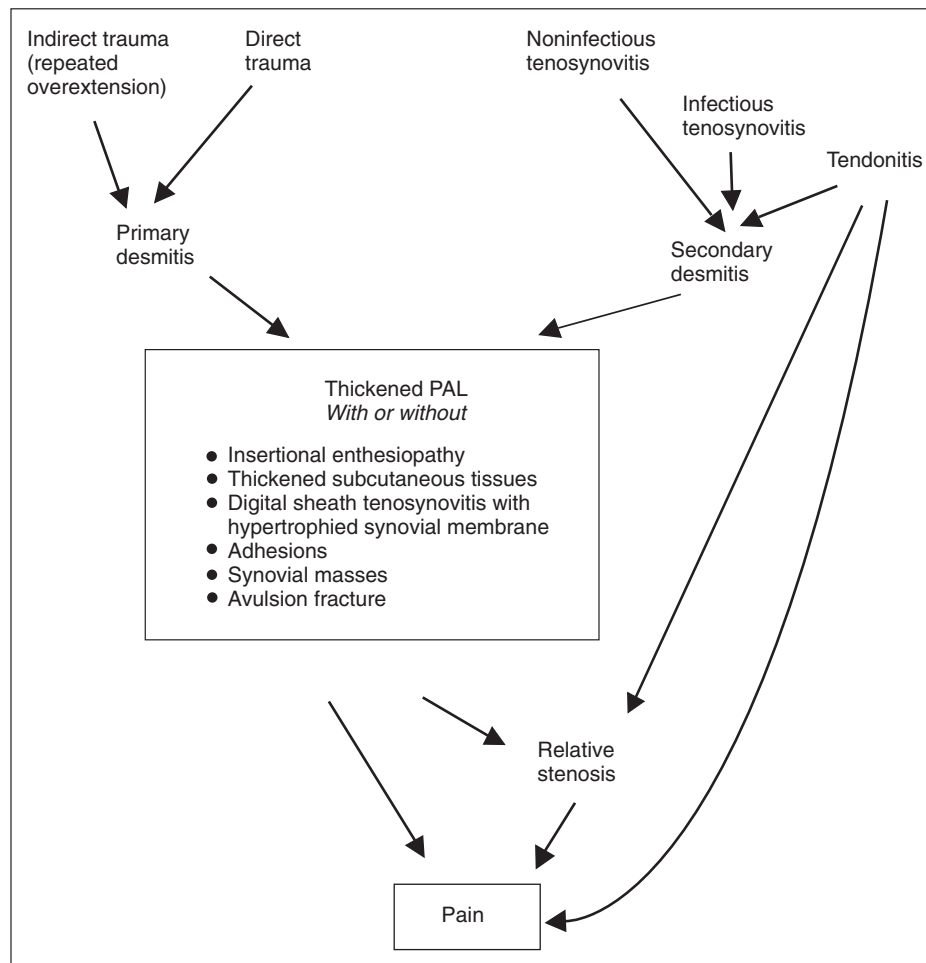 Indirect trauma
(repeated
overextension)
Direct
trauma
Noninfectious
tenosynovitis
Infectious
tenosynovitis
Tendonitis
Primary
desmitis
Secondary
desmitis
Thickened PAL
With or without
● Insertional enthesiopathy
● Thickened subcutaneous tissues
● Digital sheath tenosynovitis with
hypertrophied synovial membrane
● Adhesions
● Synovial masses
● Avulsion fracture
Relative
stenosis
Pain